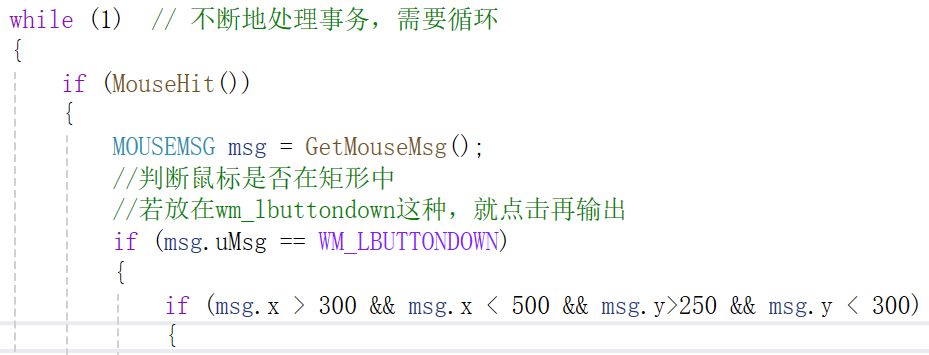 while (1)  // 不断地处理事务，需要循环
{
if (MouseHit())
{
MOUSEMSG msg = GetMouseMsg();
//判断鼠标是否在矩形中
//若放在wm_lbuttondown这种，就点击再输出
if (msg.uMsg == WM_LBUTTONDOWN)
{
if (msg.x > 300 && msg.x < 500 && msg.y>250 && msg.y < 300)
{